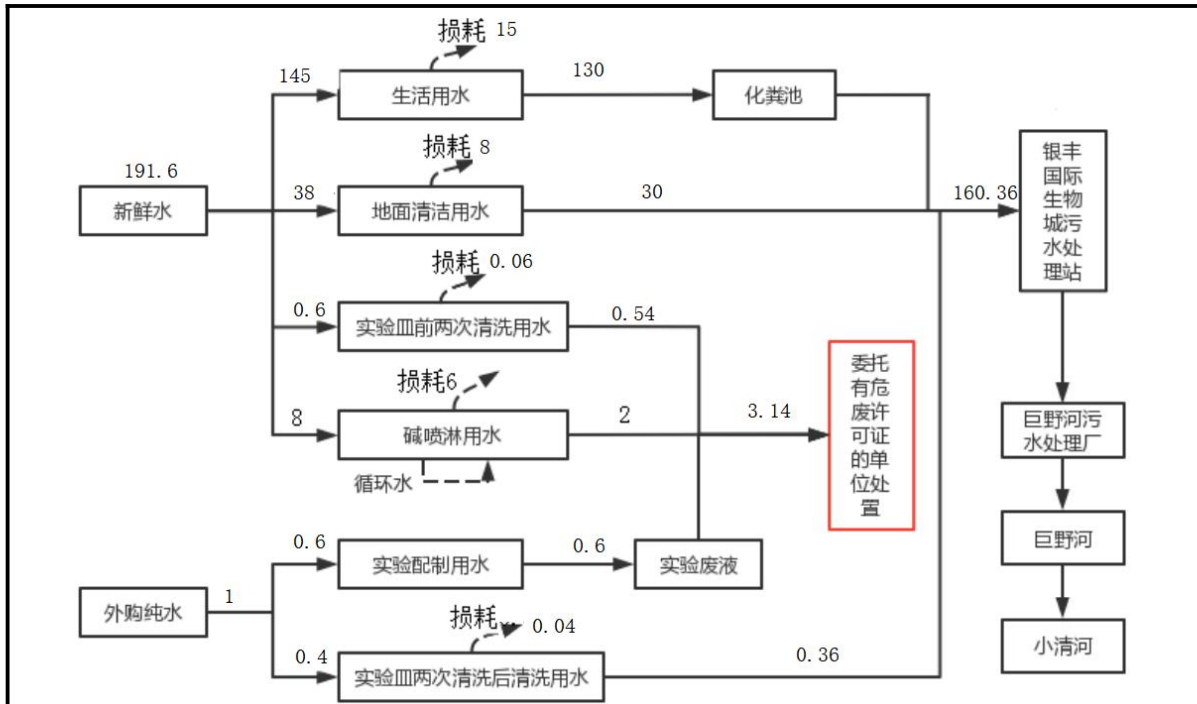 损耗 15
145
生活用水
130
化粪池
损耗 8
191.6
新鲜水
38
地面清洁用水
30
160.36
银丰
国际
生物
城污
水处
理站
损耗 0.06
0.6
实验皿前两次清洗用水
0.54
损耗6
8
碱喷淋用水
2
3.14
循环水
委托
有危
废许
可证
的单
位处
置
巨野河污
水处理厂
0.6
实验配制用水
0.6
实验废液
巨野河
外购纯水
1
损耗 0.04
0.4
实验皿两次清洗后清洗用水
0.36
小清河